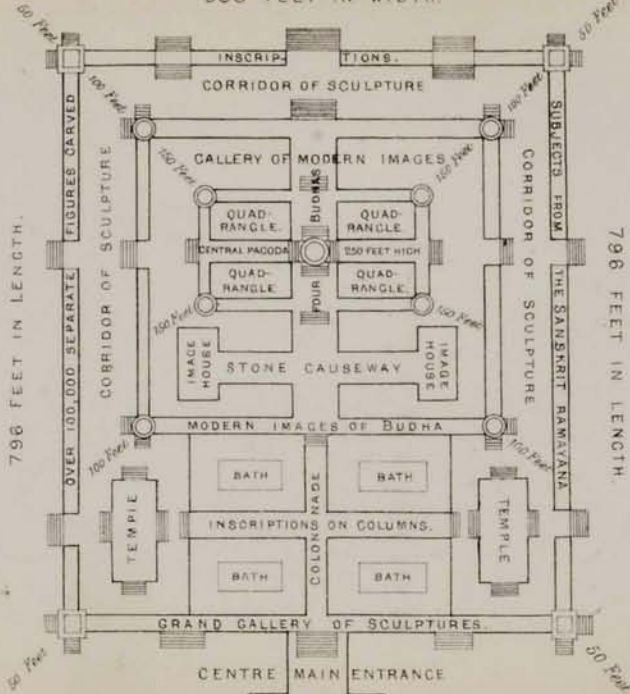 50 Feet
50 Feet
INSCRIP- TIONS.
CORRIDOR OF SCULPTURE
100 Feet
100 Feet
GALLERY OF MODERN IMAGES
150 Feet
150 Feet
BUDHAS
QUAD-
RANGLE.
QUAD-
RANGLE.
CENTRAL PAGODA
250 FEET HIGH
QUAD-
RANGLE
QUAD-
RANGLE.
FOUR
150 Feet
150 Feet
IMAGE
HOUSE
STONE CAUSEWAY
IMAGE
HOUSE
MODERN IMAGES OF BUDHA
100 Feet
100 Feet
BATH
BATH
COLONNADE
INSCRIPTIONS ON COLUMNS.
BATH
BATH
TEMPLE
TEMPLE
GRAND GALLERY OF SCULPTURES.
50 Feet
50 Feet
CENTRE MAIN ENTRANCE
796 FEET IN LENGTH.
OVER 100,000 SEPARATE FIGURES CARVED
CORRIDOR OF SCULPTURE
CORRIDOR OF SCULPTURE
SUBJECTS FROM THE SANSKRIT RAMAYANA
796 FEET IN LENGTH.